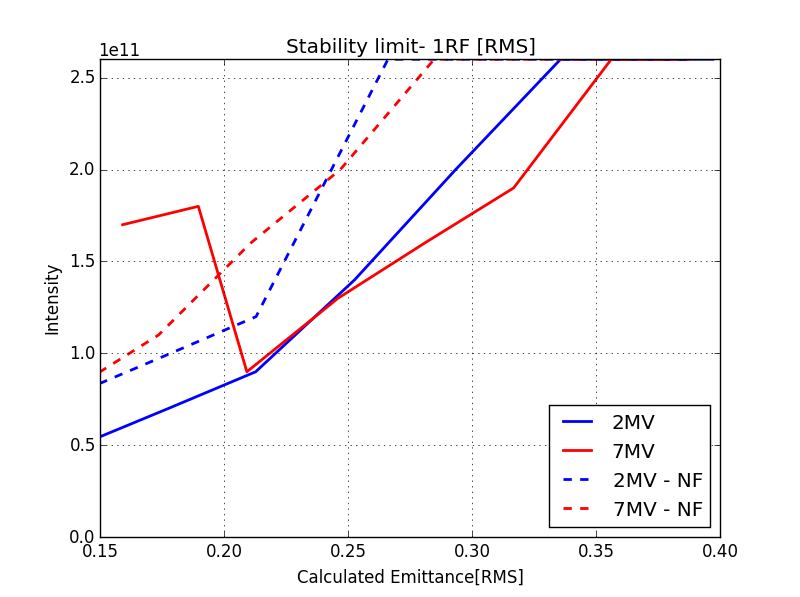 Stability limit- 1RF [RMS]
1e11
2.5
2.0
1.5
1.0
0.5
0.0
Intensity
0.15 0.20 0.25 0.30 0.35 0.40
Calculated Emittance[RMS]
2MV
7MV
2MV - NF
7MV - NF